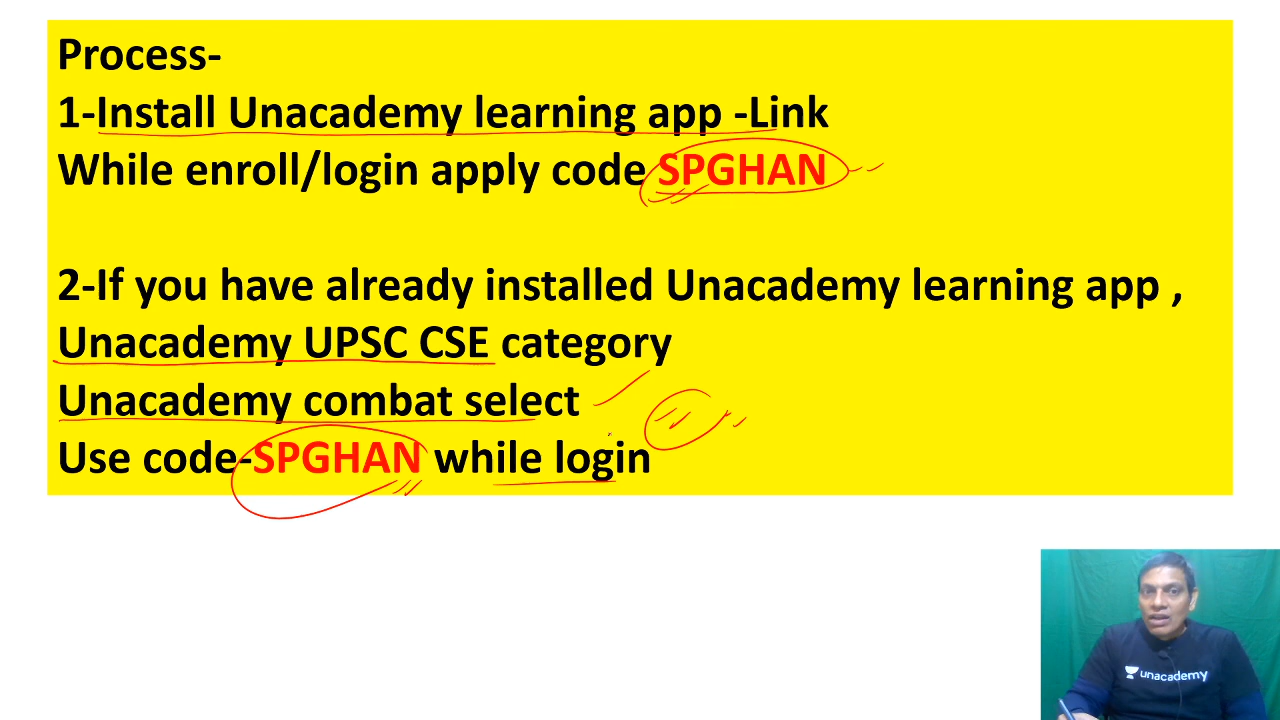 Process-
1-Install Unacademy learning app -Link
While enroll/login apply code SPGHAN
2-If you have already installed Unacademy learning app ,
Unacademy UPSC CSE category
Unacademy combat select
Use code-SPGHAN while login
unacademy